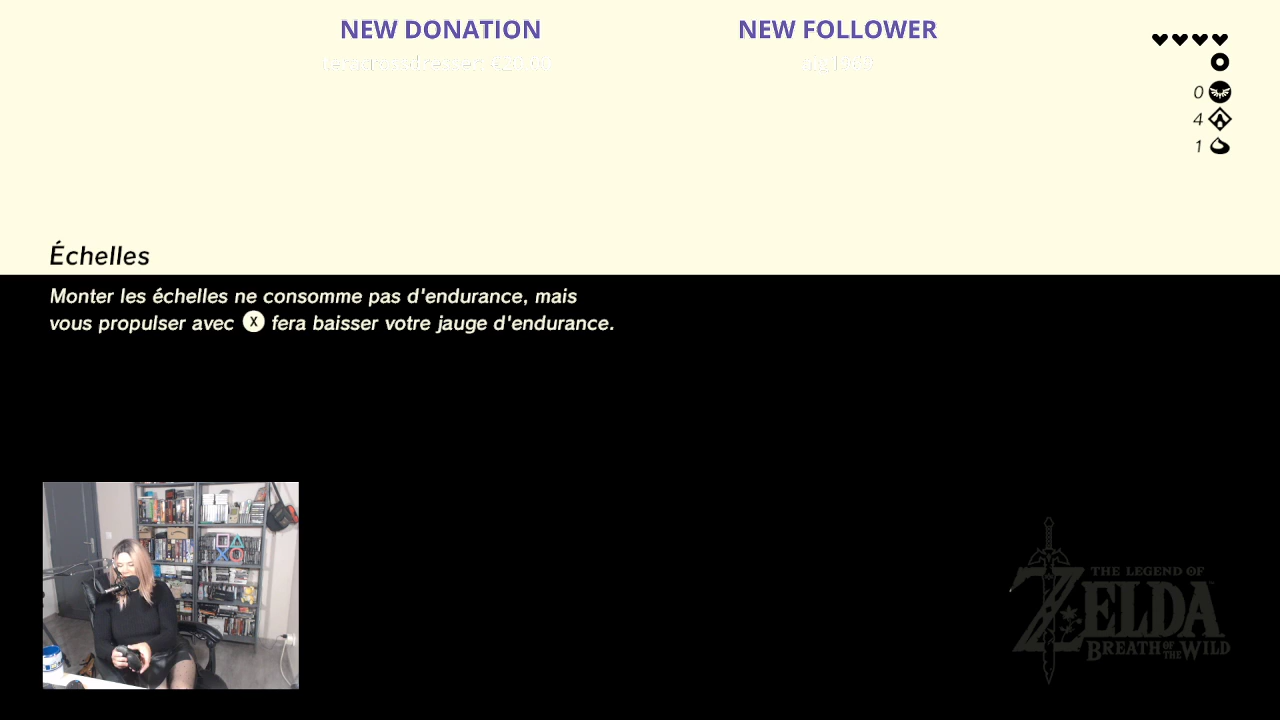 NEW DONATION
NEW FOLLOWER
0
4
1
Échelles
Monter les échelles ne consomme pas d'endurance, mais
vous propulser avec X fera baisser votre jauge d'endurance.
THE LEGEND OF
ZELDA
BREATH OF THE WILD